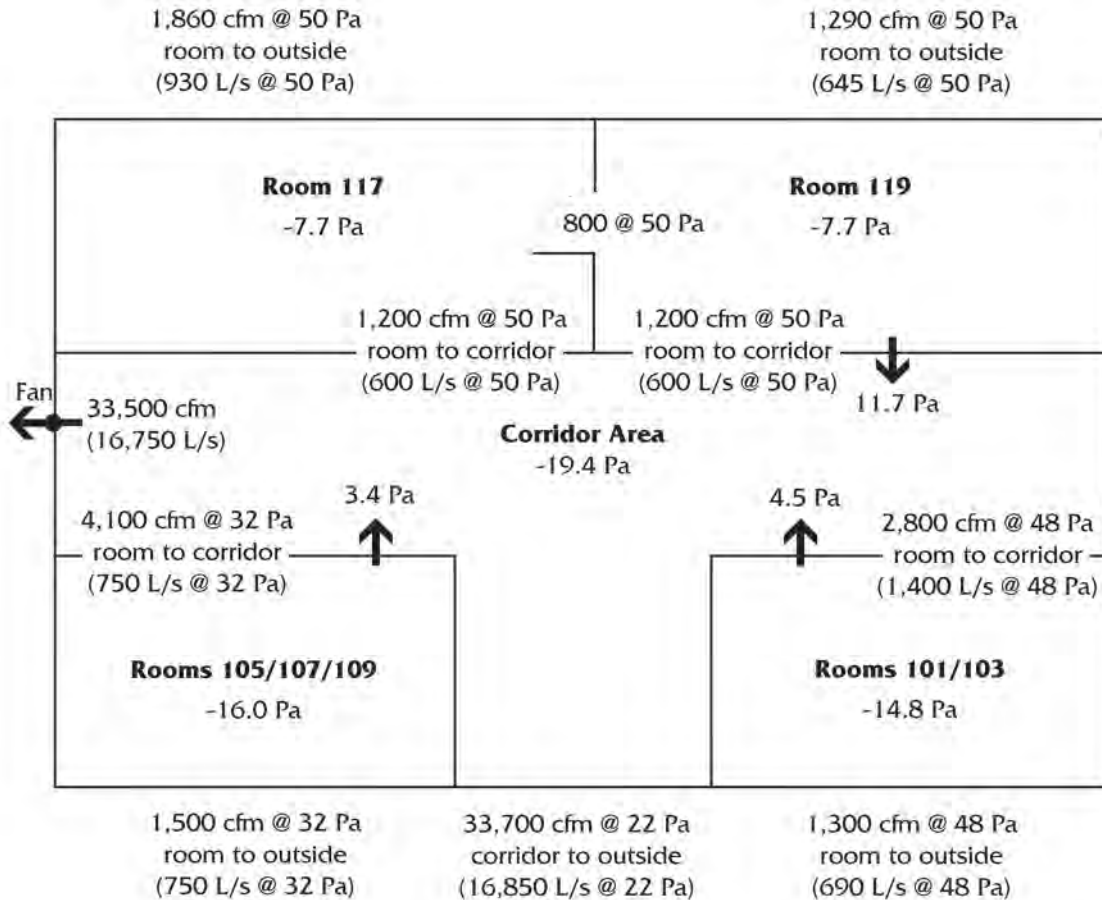 1,860 cfm @ 50 Pa
room to outside
(930 L/s @ 50 Pa)
1,290 cfm @ 50 Pa
room to outside
(645 L/s @ 50 Pa)
Room 117
-7.7 Pa
800 @ 50 Pa
Room 119
-7.7 Pa
1,200 cfm @ 50 Pa
room to corridor
(600 L/s @ 50 Pa)
1,200 cfm @ 50 Pa
room to corridor
(600 L/s @ 50 Pa)
11.7 Pa
Fan
33,500 cfm
(16,750 L/s)
Corridor Area
-19.4 Pa
3.4 Pa
4.5 Pa
4,100 cfm @ 32 Pa
room to corridor
(750 L/s @ 32 Pa)
2,800 cfm @ 48 Pa
room to corridor
(1,400 L/s @ 48 Pa)
Rooms 105/107/109
-16.0 Pa
Rooms 101/103
-14.8 Pa
1,500 cfm @ 32 Pa
room to outside
(750 L/s @ 32 Pa)
33,700 cfm @ 22 Pa
corridor to outside
(16,850 L/s @ 22 Pa)
1,300 cfm @ 48 Pa
room to outside
(690 L/s @ 48 Pa)